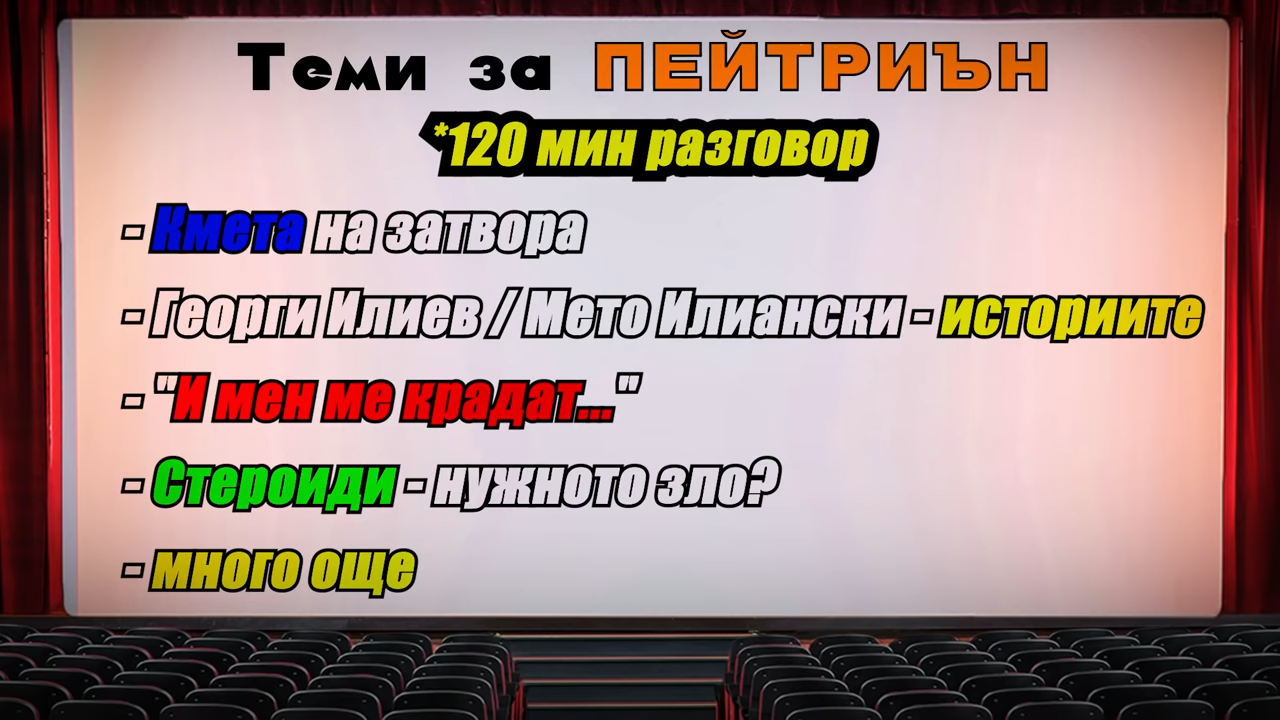 Теми за ПЕЙТРИЪН
*120 мин разговор
- Кмета на затвора
- Георги Илиев / Мето Илиански - историите
- "И мен ме крадат..."
- Стероиди - нужното зло?
- много още